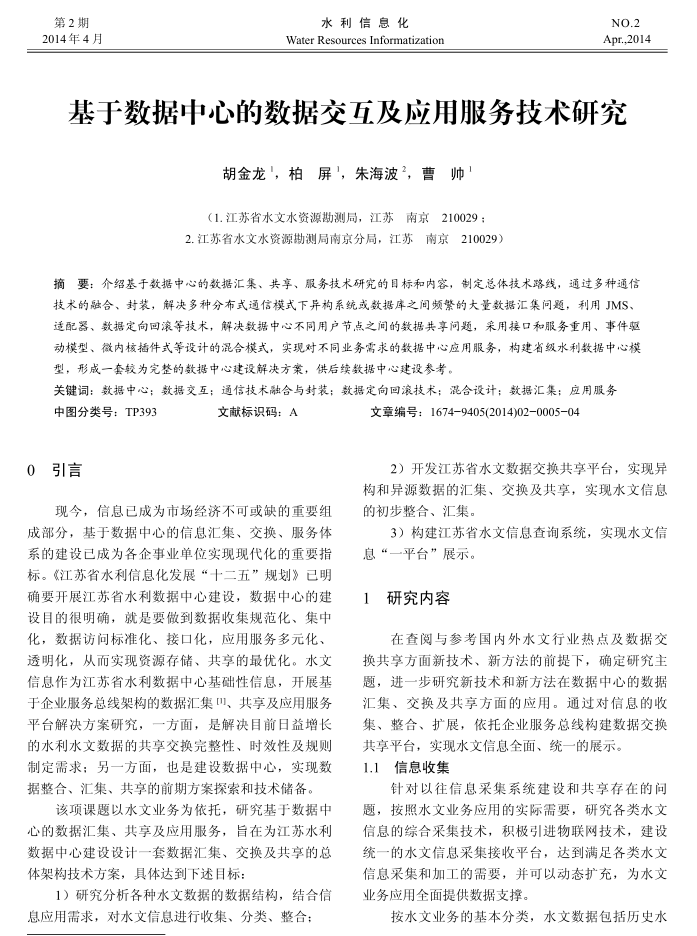 第 2 期
2014 年 4 月
水 利 信 息 化
Water Resources Informatization
NO.2
Apr.,2014
基于数据中心的数据交互及应用服务技术研究
胡金龙 1，柏　屏 1，朱海波 2，曹　帅 1
（1. 江苏省水文水资源勘测局，江苏　南京　210029；
2. 江苏省水文水资源勘测局南京分局，江苏　南京　210029）
摘　要：介绍基于数据中心的数据汇集、共享、服务技术研究的目标和内容，制定总体技术路线，通过多种通信
技术的融合、封装，解决多种分布式通信模式下异构系统或数据库之间频繁的大量数据汇集问题，利用 JMS、
适配器、数据定向回滚等技术，解决数据中心不同用户节点之间的数据共享问题，采用接口和服务重用、事件驱
动模型、微内核插件式等设计的混合模式，实现对不同业务需求的数据中心应用服务，构建省级水利数据中心模
型，形成一套较为完整的数据中心建设解决方案，供后续数据中心建设参考。
关键词：数据中心；数据交互；通信技术融合与封装；数据定向回滚技术；混合设计；数据汇集；应用服务
中图分类号：TP393　文献标识码：A　文章编号：1674-9405(2014)02-0005-04
0　引言
现今，信息已成为市场经济不可或缺的重要组
成部分，基于数据中心的信息汇集、交换、服务体
系的建设已成为各企事业单位实现现代化的重要指
标。《江苏省水利信息化发展“十二五”规划》已明
确要开展江苏省水利数据中心建设，数据中心的建
设目的很明确，就是要做到数据收集规范化、集中
化，数据访问标准化、接口化，应用服务多元化、
透明化，从而实现资源存储、共享的最优化。水文
信息作为江苏省水利数据中心基础性信息，开展基
于企业服务总线架构的数据汇集 [1]、共享及应用服务
平台解决方案研究，一方面，是解决目前日益增长
的水利水文数据的共享交换完整性、时效性及规则
制定需求；另一方面，也是建设数据中心，实现数
据整合、汇集、共享的前期方案探索和技术储备。
该项课题以水文业务为依托，研究基于数据中
心的数据汇集、共享及应用服务，旨在为江苏水利
数据中心建设设计一套数据汇集、交换及共享的总
体架构技术方案，具体达到下述目标：
1）研究分析各种水文数据的数据结构，结合信
息应用需求，对水文信息进行收集、分类、整合；
2）开发江苏省水文数据交换共享平台，实现异
构和异源数据的汇集、交换及共享，实现水文信息
的初步整合、汇集。
3）构建江苏省水文信息查询系统，实现水文信
息“一平台”展示。
1　研究内容
在查阅与参考国内外水文行业热点及数据交
换共享方面新技术、新方法的前提下，确定研究主
题，进一步研究新技术和新方法在数据中心的数据
汇集、交换及共享方面的应用。通过对信息的收
集、整合、扩展，依托企业服务总线构建数据交换
共享平台，实现水文信息全面、统一的展示。
1.1　信息收集
针对以往信息采集系统建设和共享存在的问
题，按照水文业务应用的实际需要，研究各类水文
信息的综合采集技术，积极引进物联网技术，建设
统一的水文信息采集接收平台，达到满足各类水文
信息采集和加工的需要，并可以动态扩充，为水文
业务应用全面提供数据支撑。
按水文业务的基本分类，水文数据包括历史水